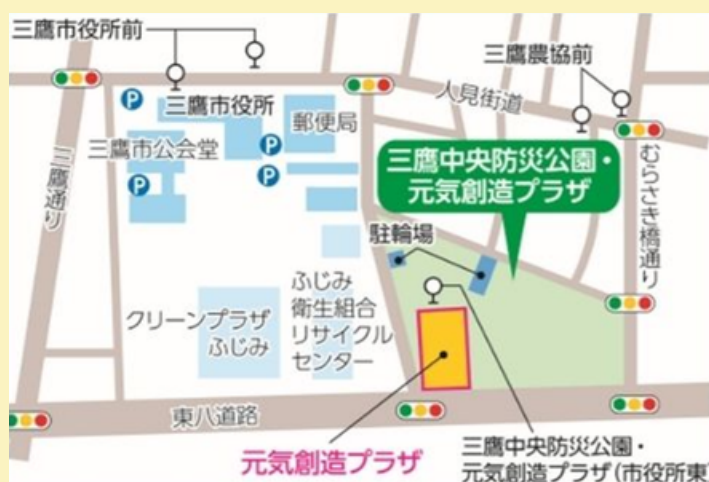 三鷹市役所前
三鷹農協前
人見街道
P
三鷹市役所
郵便局
三鷹市公会堂
P
P
P
三鷹通り
三鷹中央防災公園・
元気創造プラザ
むらさき橋通り
駐輪場
ふじみ
衛生組合
リサイクル
センター
クリーンプラザ
ふじみ
東八道路
元気創造プラザ
三鷹中央防災公園・
元気創造プラザ(市役所東)